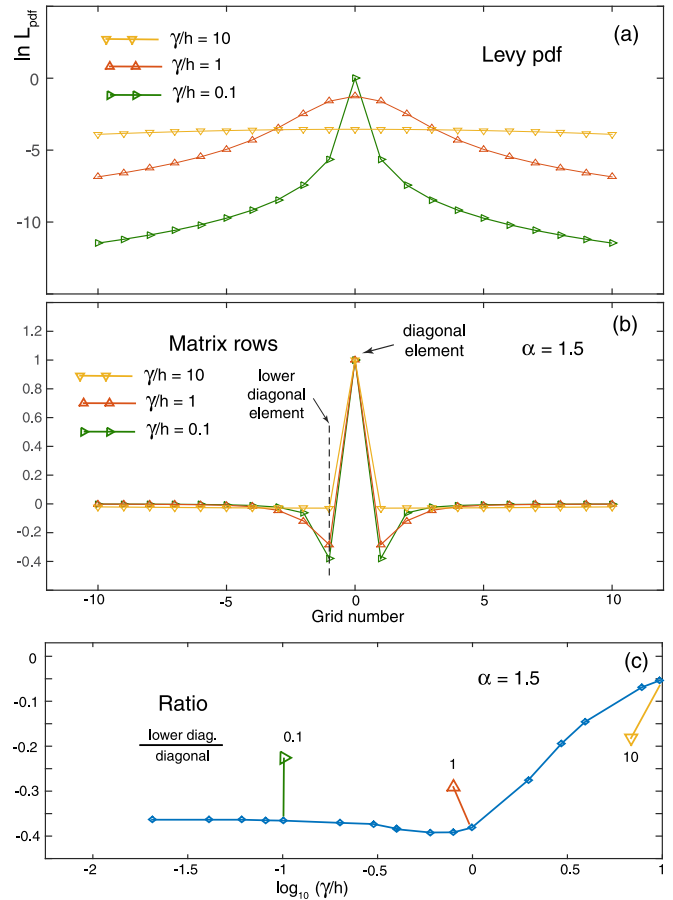 ln L_pdf
γ/h = 10
γ/h = 1
γ/h = 0.1
Levy pdf
(a)
0
-5
-10
(b)
Matrix rows
γ/h = 10
γ/h = 1
γ/h = 0.1
diagonal
element
α = 1.5
lower
diagonal
element
1.2
1
0.8
0.6
0.4
0.2
0
-0.2
-0.4
-10
-5
0
5
10
Grid number
(c)
α = 1.5
Ratio
lower diag.
diagonal
0.1
1
10
0
-0.1
-0.2
-0.3
-0.4
-2
-1.5
-1
-0.5
0
0.5
1
log10 (γ/h)